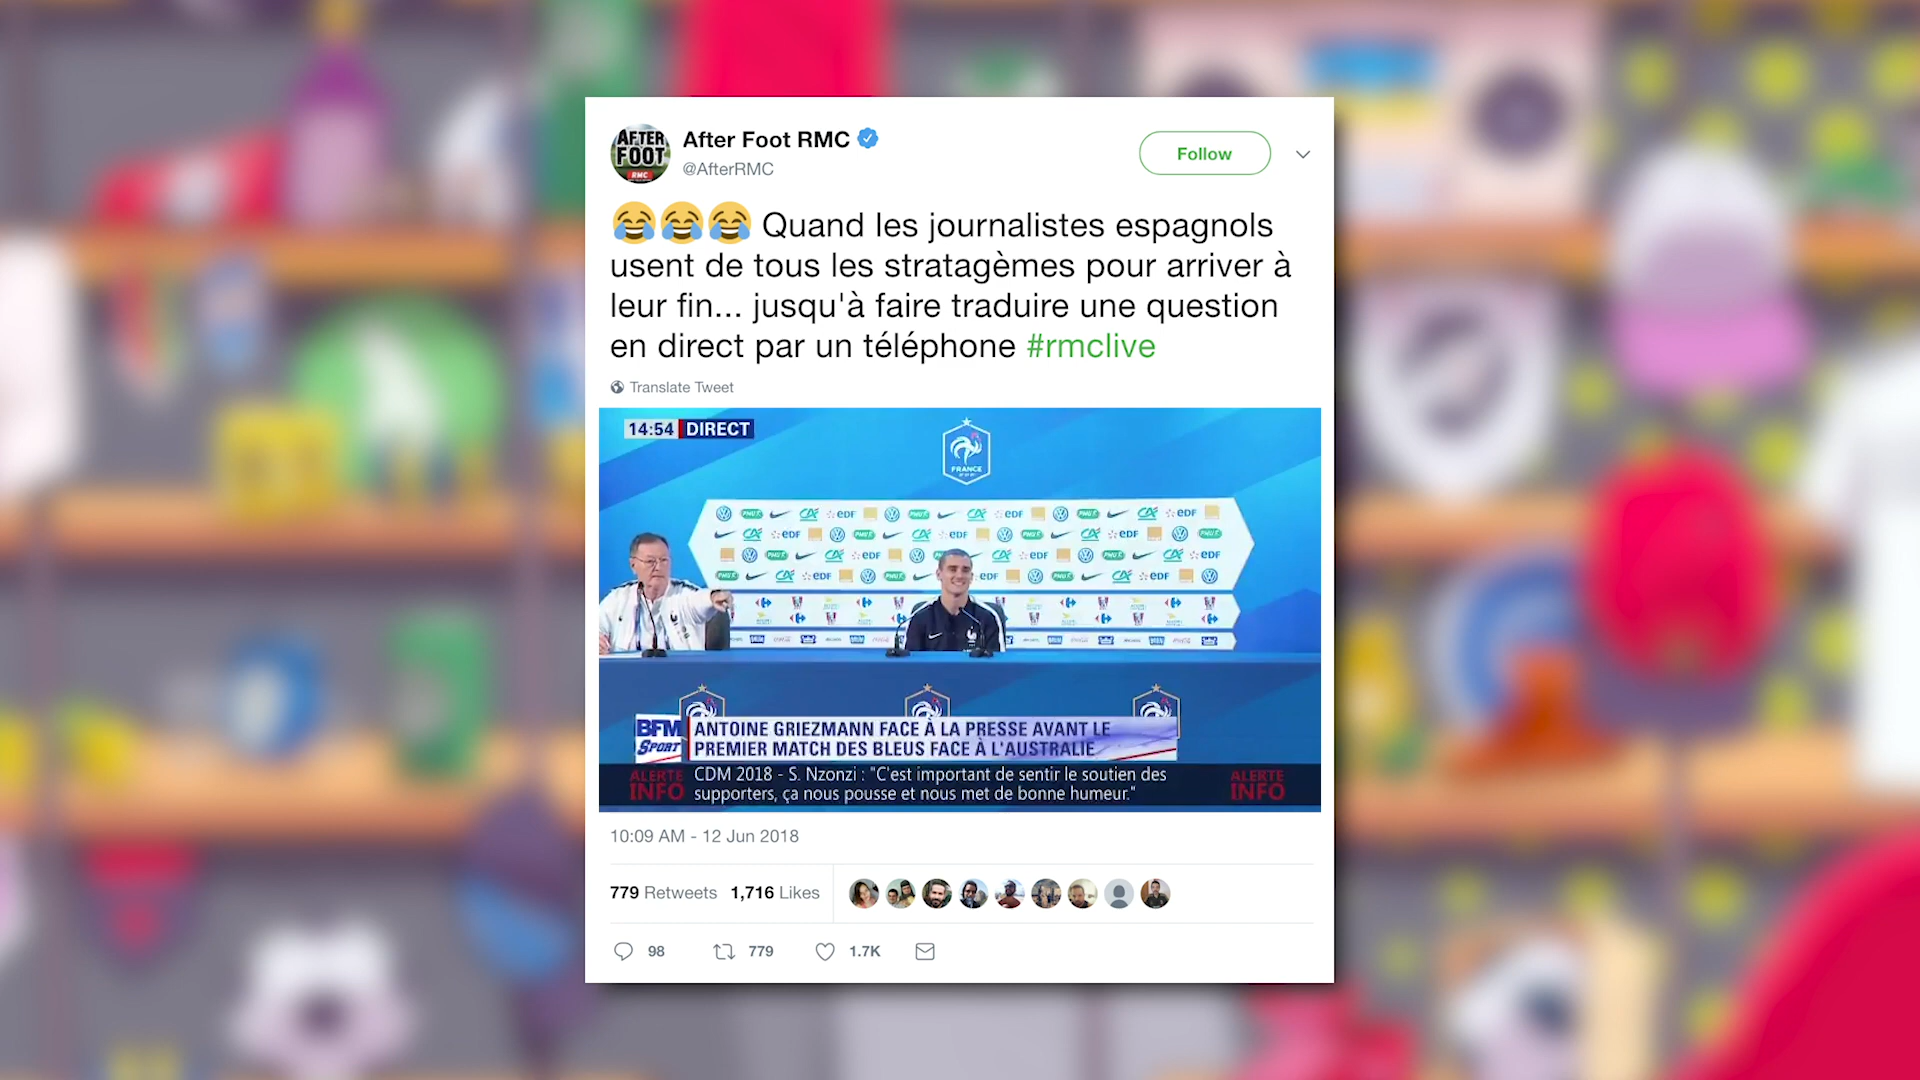 After Foot RMC
@AfterRMC
Follow
AFTER
FOOT
RMC
😂😂😂 Quand les journalistes espagnols
usent de tous les stratagèmes pour arriver à
leur fin... jusqu'à faire traduire une question
en direct par un téléphone #rmclive
Translate Tweet
14:54 DIRECT
FRANCE
FFF
BFM
SPORT
ANTOINE GRIEZMANN FACE À LA PRESSE AVANT LE
PREMIER MATCH DES BLEUS FACE À L'AUSTRALIE
ALERTE
INFO
CDM 2018 - S. Nzonzi : "C'est important de sentir le soutien des
supporters, ça nous pousse et nous met de bonne humeur."
ALERTE
INFO
10:09 AM - 12 Jun 2018
779 Retweets 1,716 Likes
98 779 1.7K